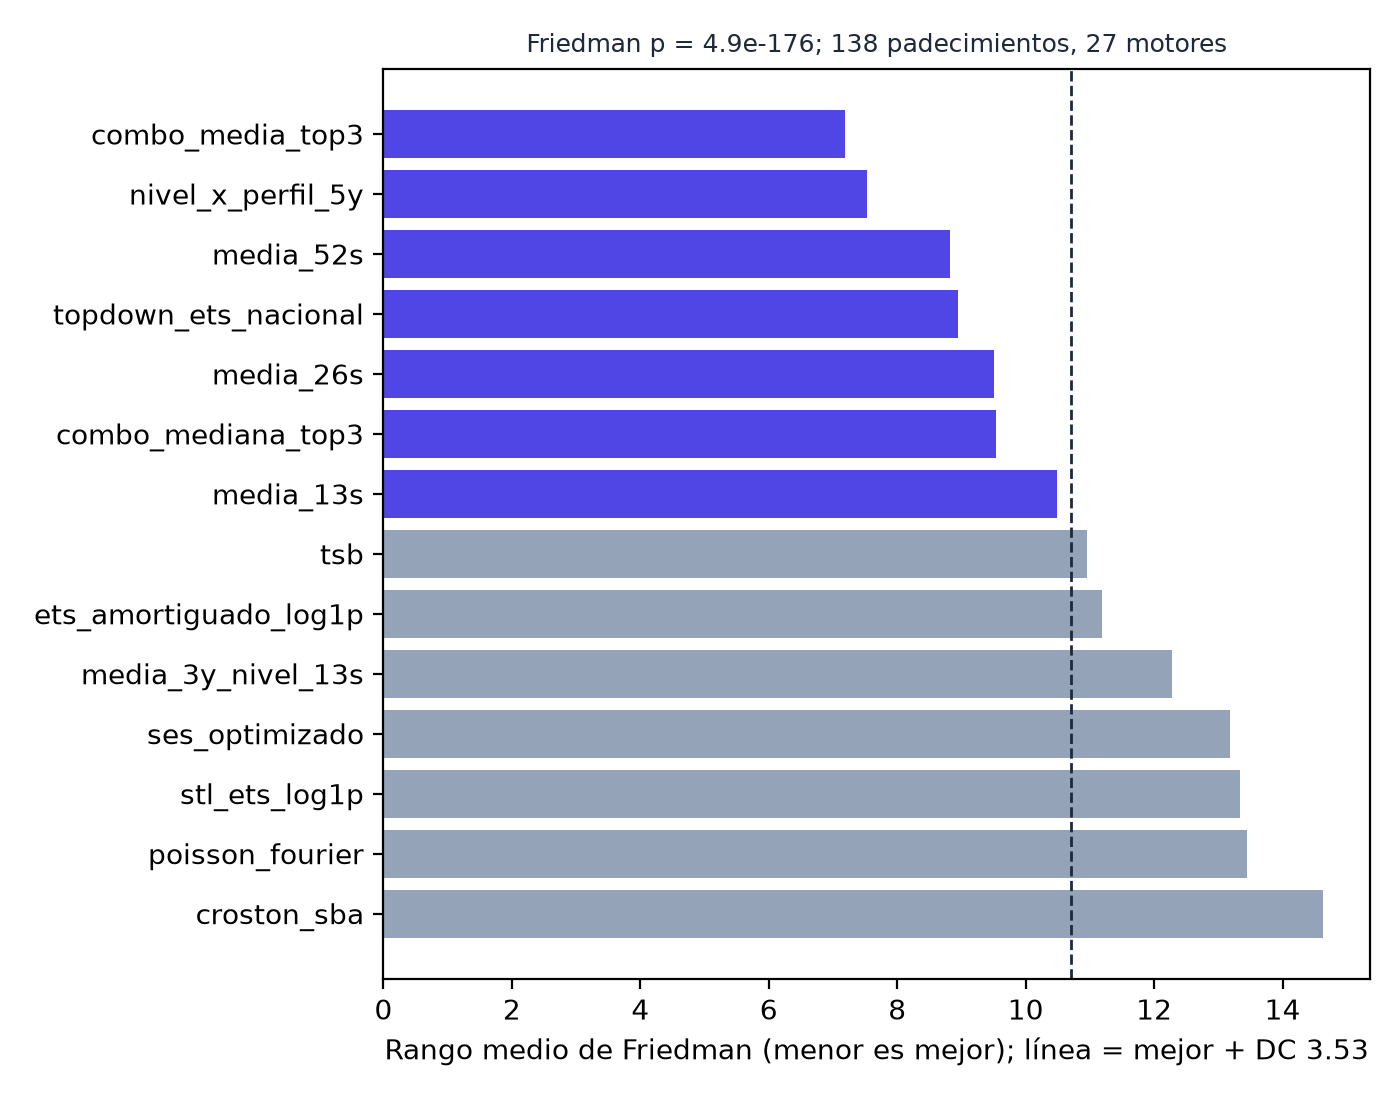 Friedman p = 4.9e-176; 138 padecimientos, 27 motores
combo_media_top3
nivel_x_perfil_5y
media_52s
topdown_ets_nacional
media_26s
combo_mediana_top3
media_13s
tsb
ets_amortiguado_log1p
media_3y_nivel_13s
ses_optimizado
stl_ets_log1p
poisson_fourier
croston_sba
0 2 4 6 8 10 12 14
Rango medio de Friedman (menor es mejor); línea = mejor + DC 3.53